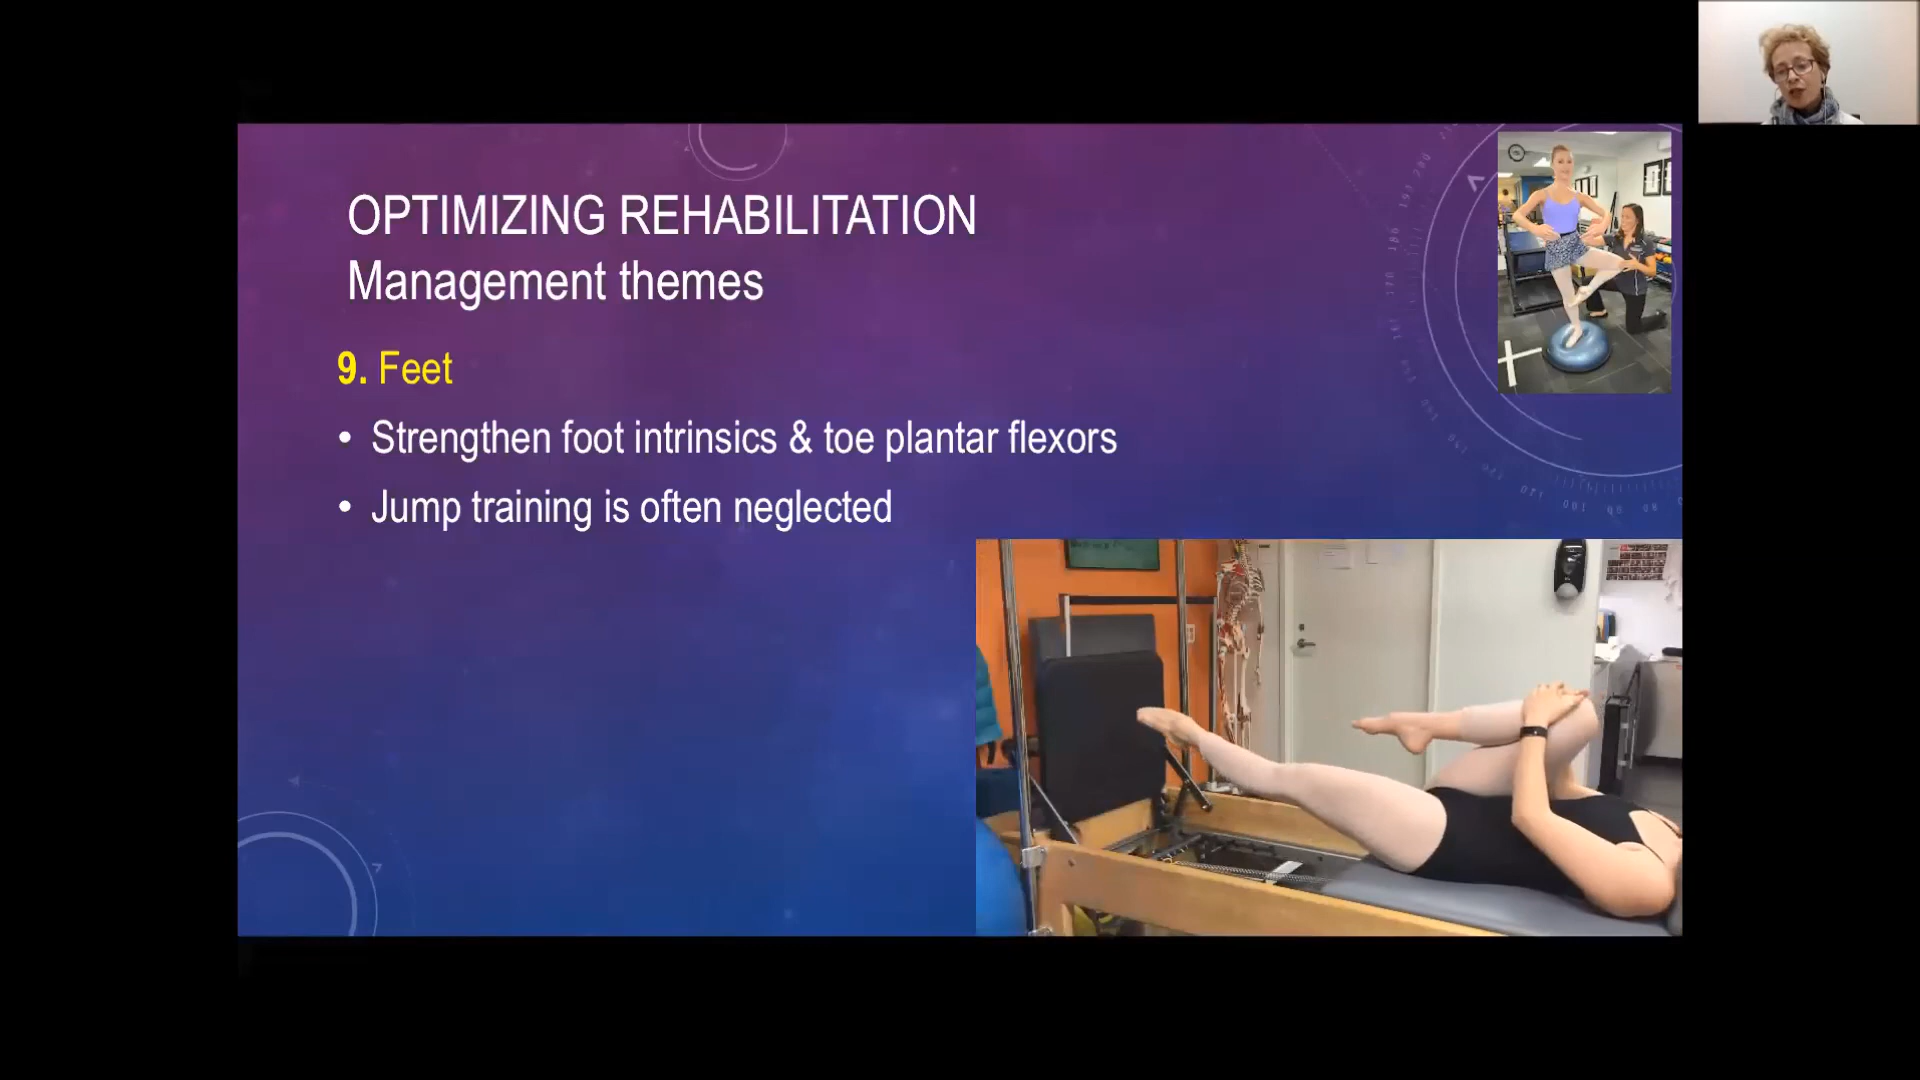 OPTIMIZING REHABILITATION
Management themes
9. Feet
• Strengthen foot intrinsics & toe plantar flexors
• Jump training is often neglected